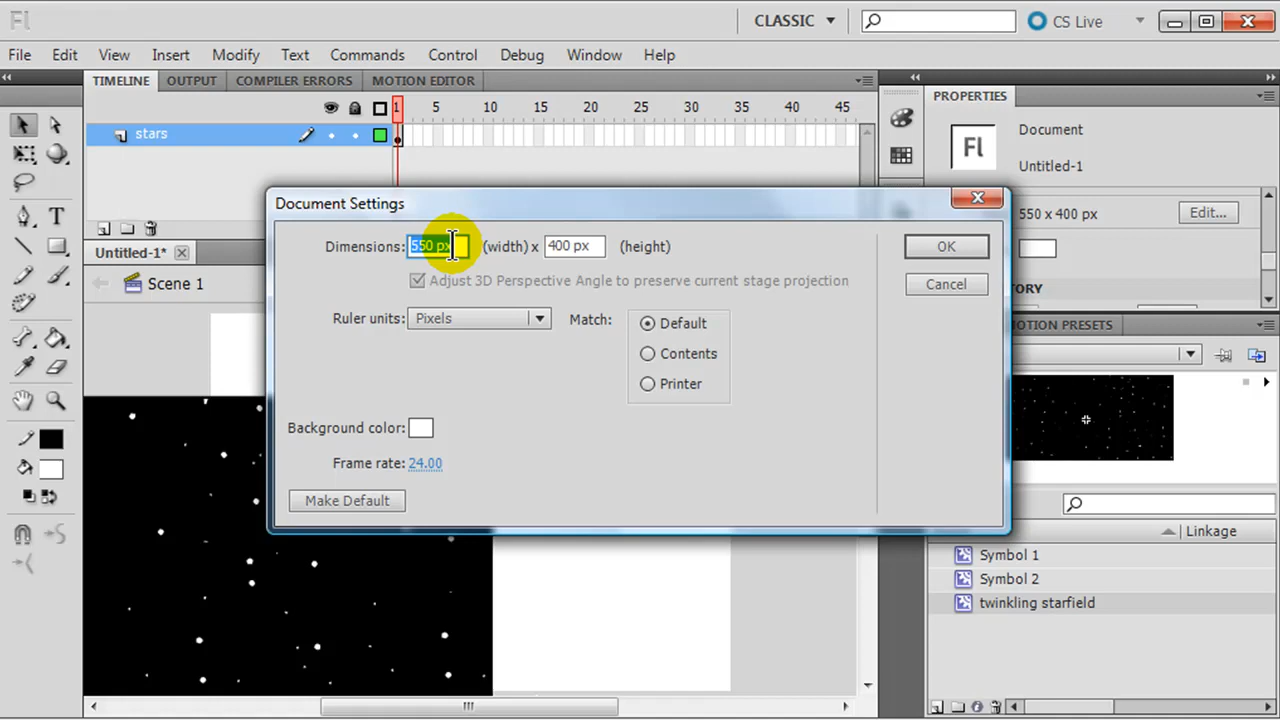 Fl
CLASSIC
CS Live
File Edit View Insert Modify Text Commands Control Debug Window Help
TIMELINE OUTPUT COMPILER ERRORS MOTION EDITOR
PROPERTIES
1 5 10 15 20 25 30 35 40 45
stars
Fl
Document
Untitled-1
550 x 400 px
Edit...
Document Settings
Dimensions: 550 px (width) x 400 px (height)
OK
Adjust 3D Perspective Angle to preserve current stage projection
Cancel
Ruler units: Pixels
Match: Default
Contents
Printer
Background color:
Frame rate: 24.00
Make Default
Untitled-1*
Scene 1
ORY
MOTION PRESETS
Linkage
Symbol 1
Symbol 2
twinkling starfield